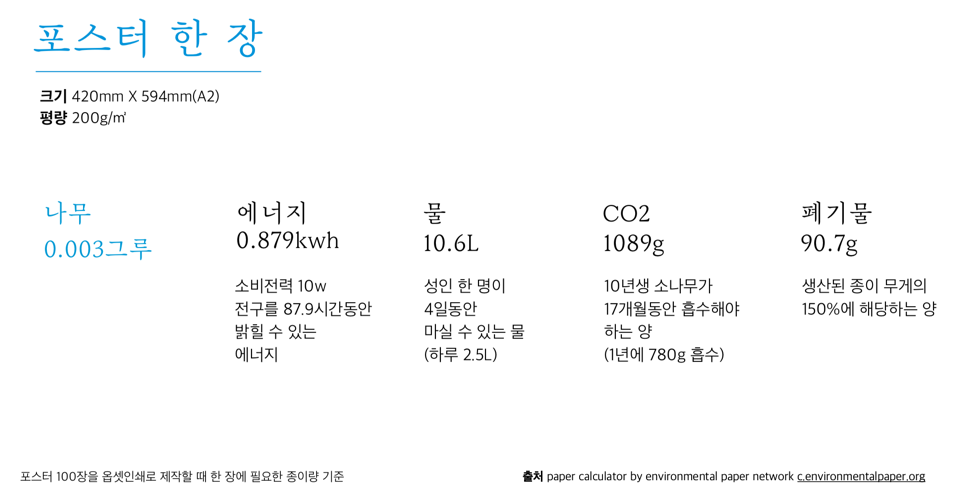 포스터 한 장
크기 420mm X 594mm(A2)
평량 200g/㎡
나무
0.003그루
에너지
0.879kwh
소비전력 10w
전구를 87.9시간동안
밝힐 수 있는
에너지
물
10.6L
성인 한 명이
4일동안
마실 수 있는 물
(하루 2.5L)
CO2
1089g
10년생 소나무가
17개월동안 흡수해야
하는 양
(1년에 780g 흡수)
폐기물
90.7g
생산된 종이 무게의
150%에 해당하는 양
포스터 100장을 옵셋인쇄로 제작할 때 한 장에 필요한 종이량 기준
출처 paper calculator by environmental paper network c.environmentalpaper.org